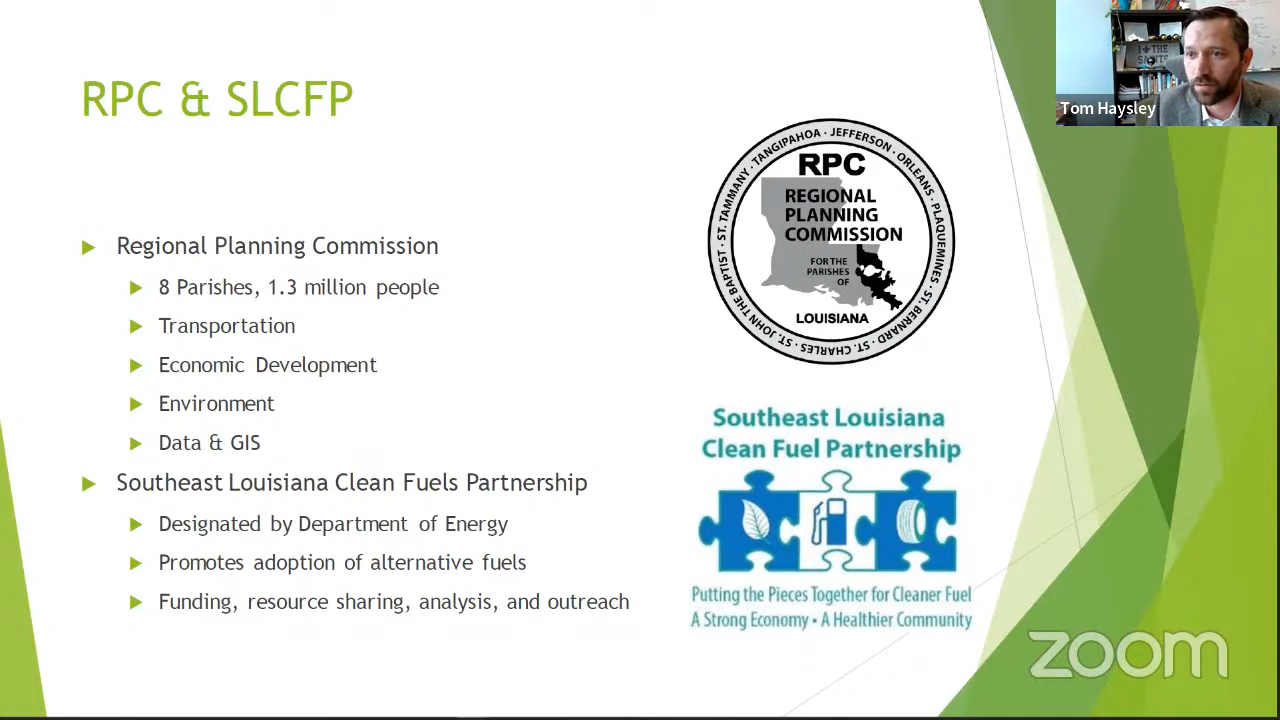 RPC & SLCFP
Regional Planning Commission
8 Parishes, 1.3 million people
Transportation
Economic Development
Environment
Data & GIS
Southeast Louisiana Clean Fuels Partnership
Designated by Department of Energy
Promotes adoption of alternative fuels
Funding, resource sharing, analysis, and outreach
ST. JOHN THE BAPTIST · ST. TAMMANY · TANGIPAHOA · JEFFERSON · ORLEANS · PLAQUEMINES · ST. BERNARD · ST. CHARLES ·
RPC
REGIONAL
PLANNING
COMMISSION
FOR THE
PARISHES
OF
LOUISIANA
Southeast Louisiana
Clean Fuel Partnership
Putting the Pieces Together for Cleaner Fuel
A Strong Economy • A Healthier Community
THE
Tom Haysley
zoom